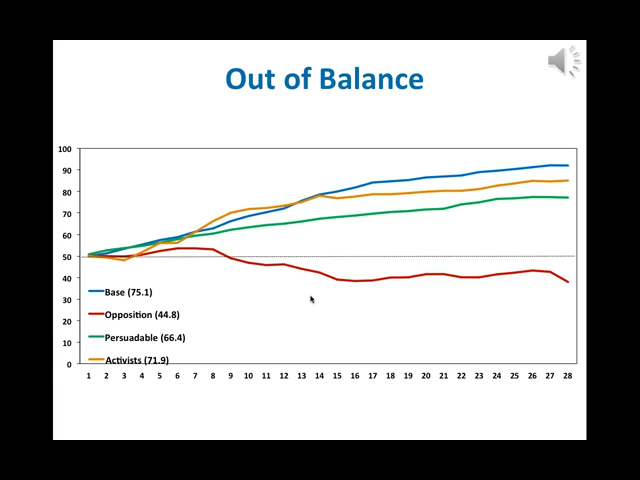 Out of Balance
100
90
80
70
60
50
40
30
20
10
0
Base (75.1)
Opposition (44.8)
Persuadable (66.4)
Activists (71.9)
1 2 3 4 5 6 7 8 9 10 11 12 13 14 15 16 17 18 19 20 21 22 23 24 25 26 27 28